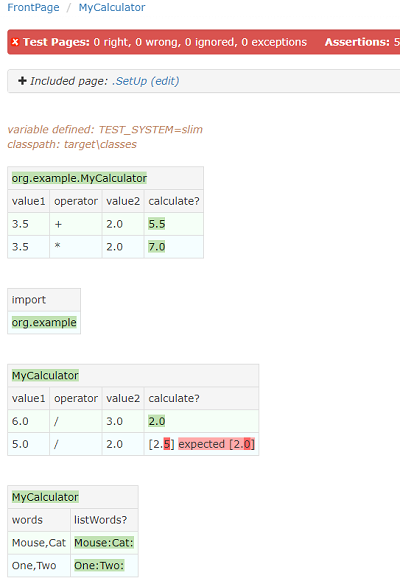 FrontPage / MyCalculator
Test Pages: 0 right, 0 wrong, 0 ignored, 0 exceptions Assertions: 5
Included page: .SetUp (edit)
variable defined: TEST_SYSTEM=slim
classpath: target\classes
org.example.MyCalculator
value1 operator value2 calculate?
3.5 + 2.0 5.5
3.5 * 2.0 7.0
import
org.example
MyCalculator
value1 operator value2 calculate?
6.0 / 3.0 2.0
5.0 / 2.0 [2.5] expected [2.0]
MyCalculator
words listWords?
Mouse,Cat Mouse:Cat:
One,Two One:Two: